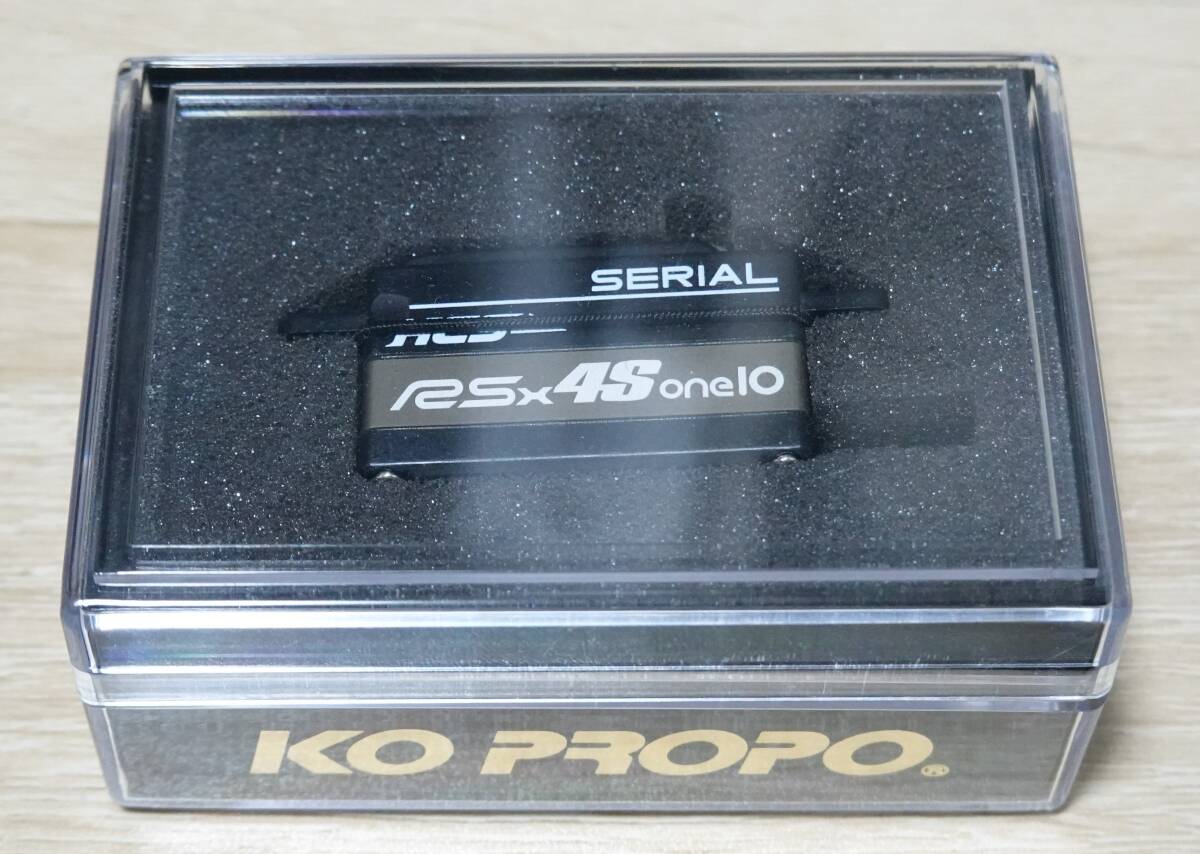 SERIAL
RSx4S one10
KO PROPO®